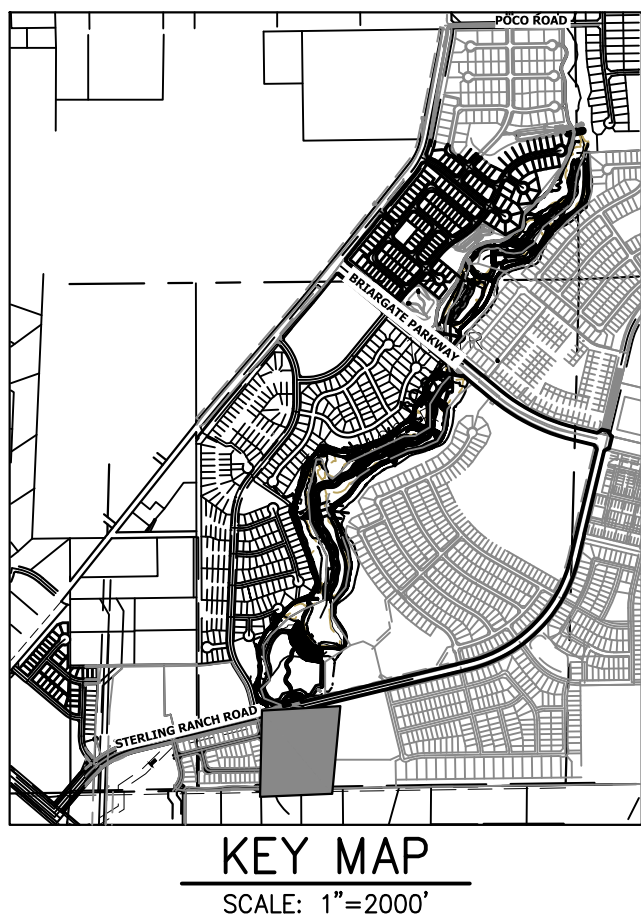 POCO ROAD
BRIARGATE PARKWAY
STERLING RANCH ROAD
KEY MAP
SCALE: 1"=2000'